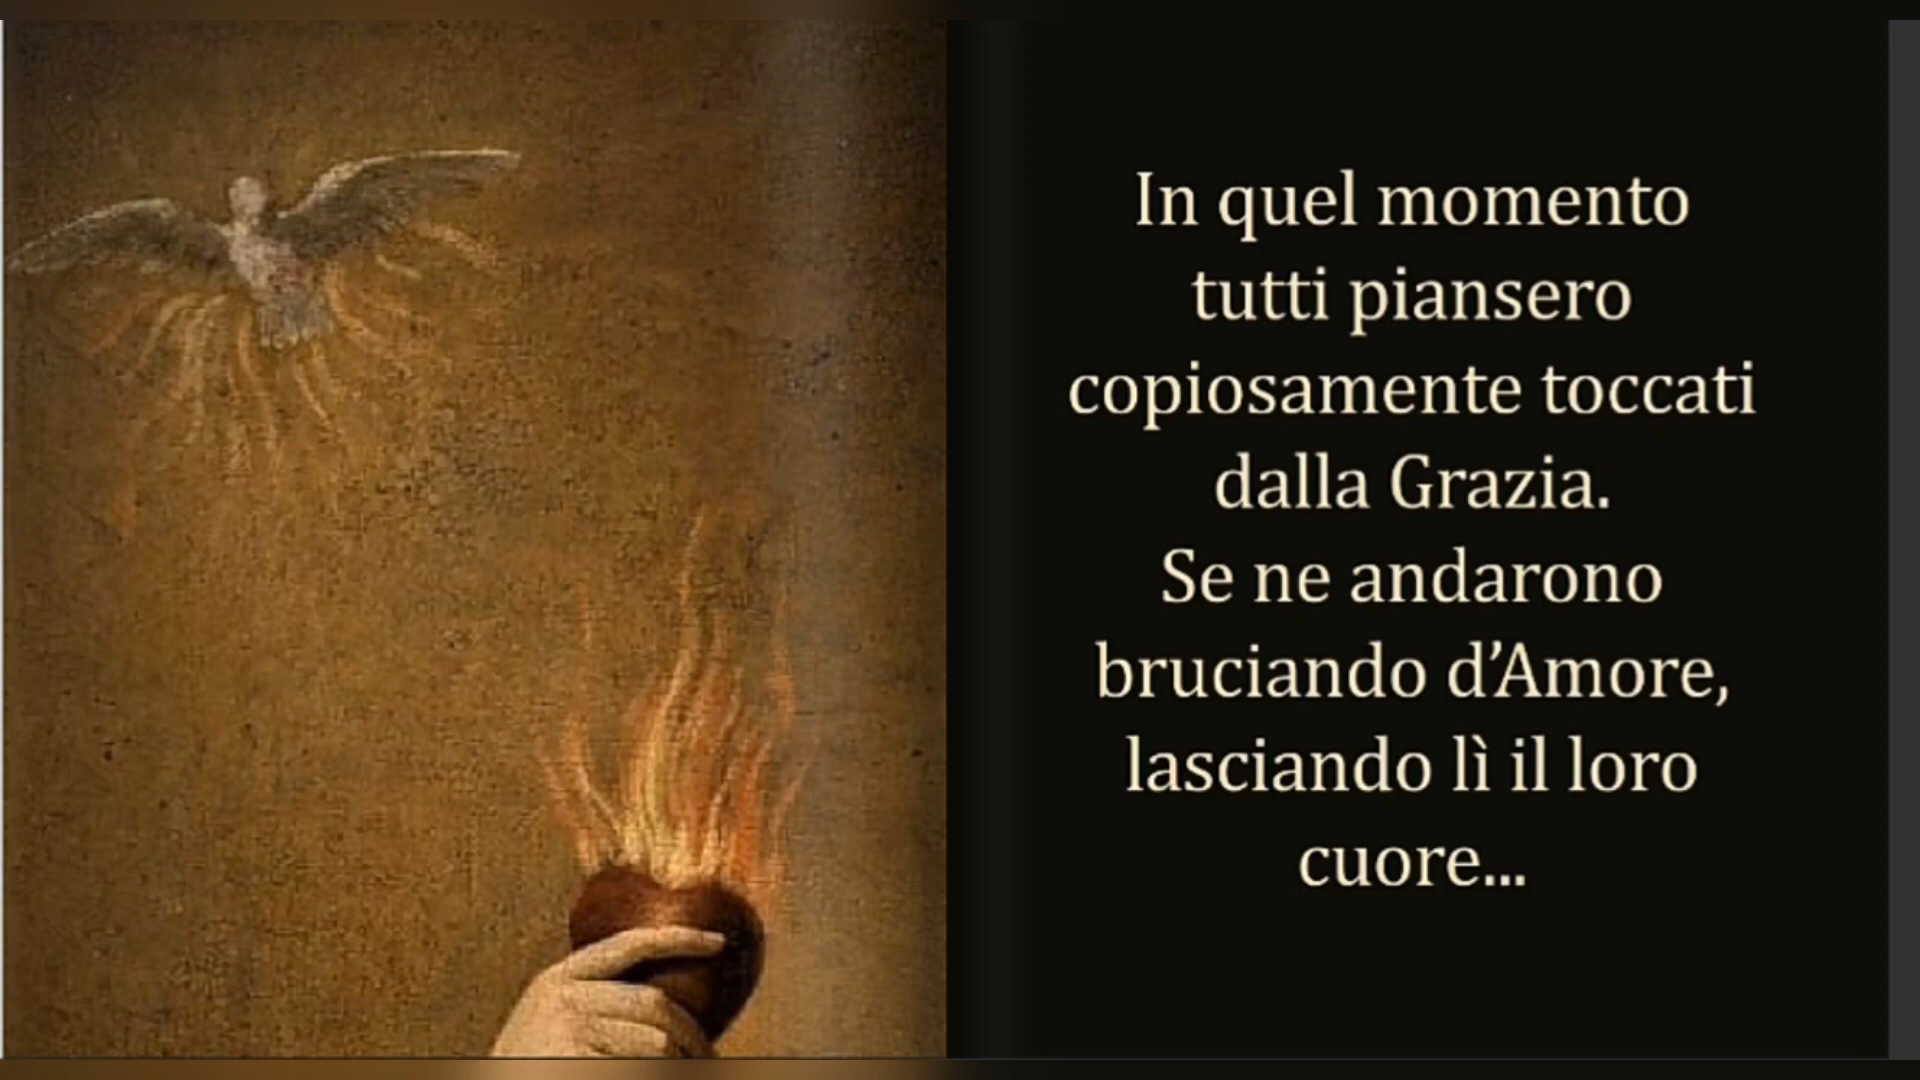 In quel momento
tutti piansero
copiosamente toccati
dalla Grazia.
Se ne andarono
bruciando d’Amore,
lasciando lì il loro
cuore...